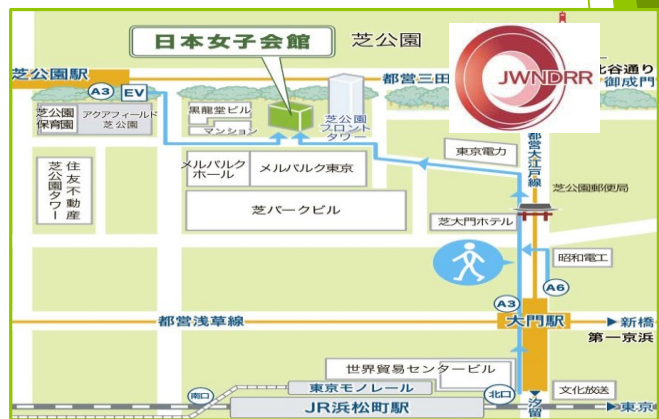 日本女子会館
芝公園
JWNDRR
芝公園駅
A3
EV
都営三田
比谷通り
御成門
芝公園
保育園
アクアフィールド
芝公園
黒龍堂ビル
マンション
芝公園
フロント
タワー
都営大江戸線
東京電力
住友不動産
芝公園タワー
メルパルク
ホール
メルパルク東京
芝公園郵便局
芝パークビル
芝大門ホテル
昭和電工
A3
A6
都営浅草線
大門駅
新橋
第一京浜
世界貿易センタービル
東京モノレール
南口
北口
文化放送
JR浜松町駅
汐留
東京